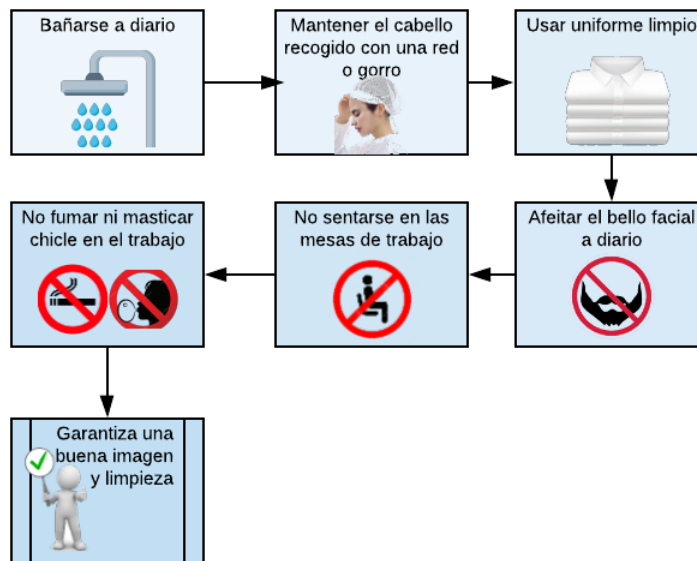 Bañarse a diario
Mantener el cabello
recogido con una red
o gorro
Usar uniforme limpio
Afeitar el bello facial
a diario
No sentarse en las
mesas de trabajo
No fumar ni masticar
chicle en el trabajo
Garantiza una
buena imagen
y limpieza